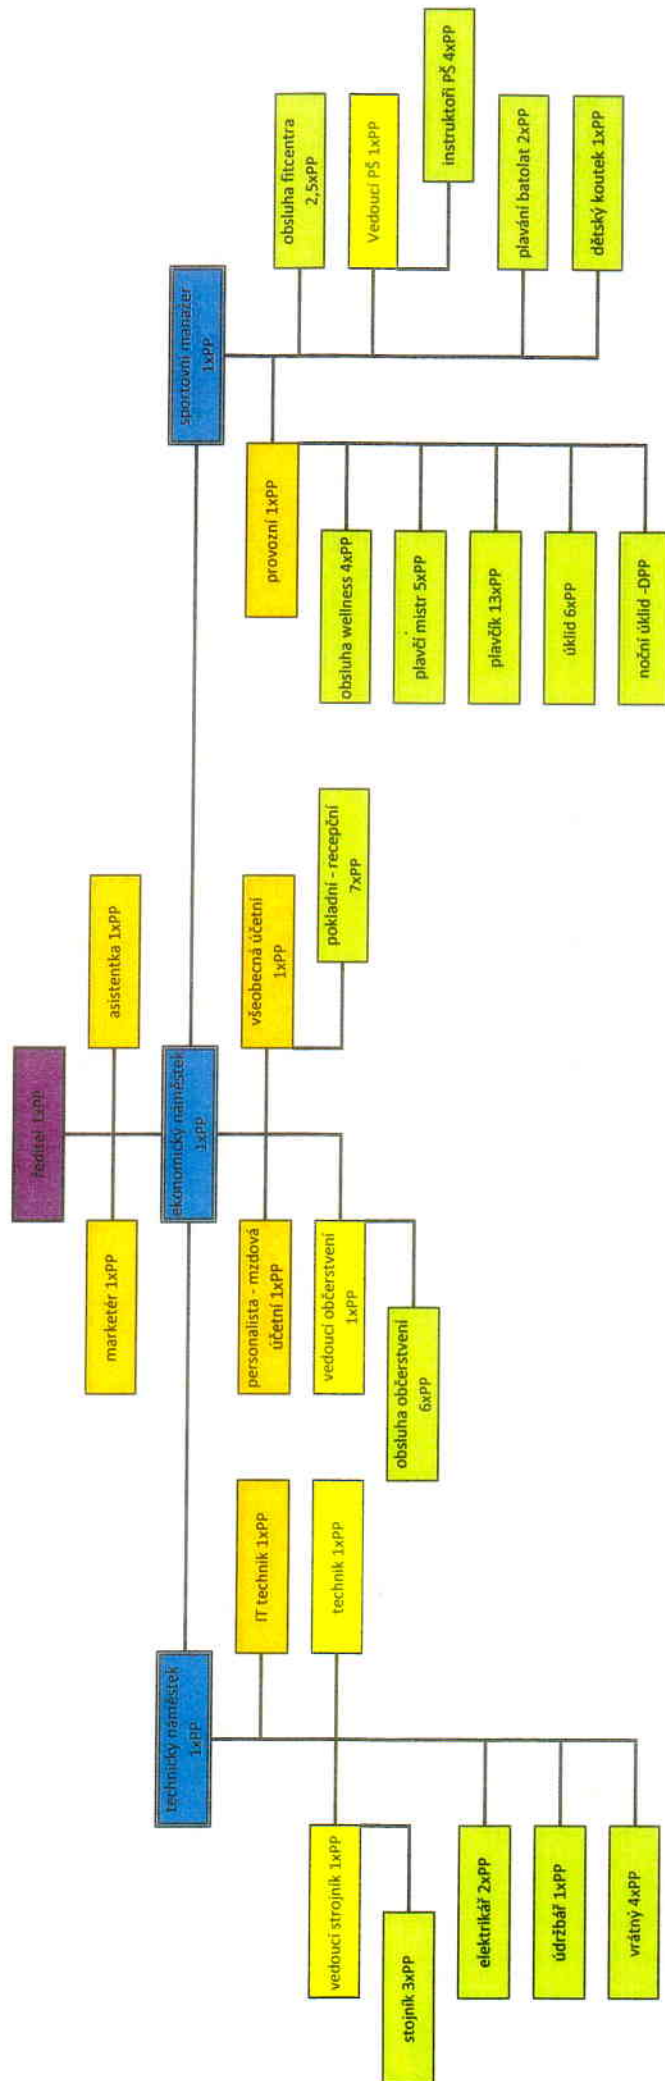 ředitel 1xPP
marketér 1xPP
asistentka 1xPP
technický náměstek
1xPP
ekonomický náměstek
1xPP
sportovní manažer
1xPP
IT technik 1xPP
technik 1xPP
vedoucí strojník 1xPP
stojník 3xPP
elektrikář 2xPP
údržbář 1xPP
vrátný 4xPP
personalista - mzdová
účetní 1xPP
všeobecná účetní
1xPP
vedoucí občerstvení
1xPP
pokladní - recepční
7xPP
obsluha občerstvení
6xPP
provozní 1xPP
obsluha wellness 4xPP
plavčí mistr 5xPP
plavčík 13xPP
úklid 6xPP
noční úklid -DPP
obsluha fitcentra
2,5xPP
Vedoucí PŠ 1xPP
instruktoři PŠ 4xPP
plavání batolat 2xPP
dětský koutek 1xPP